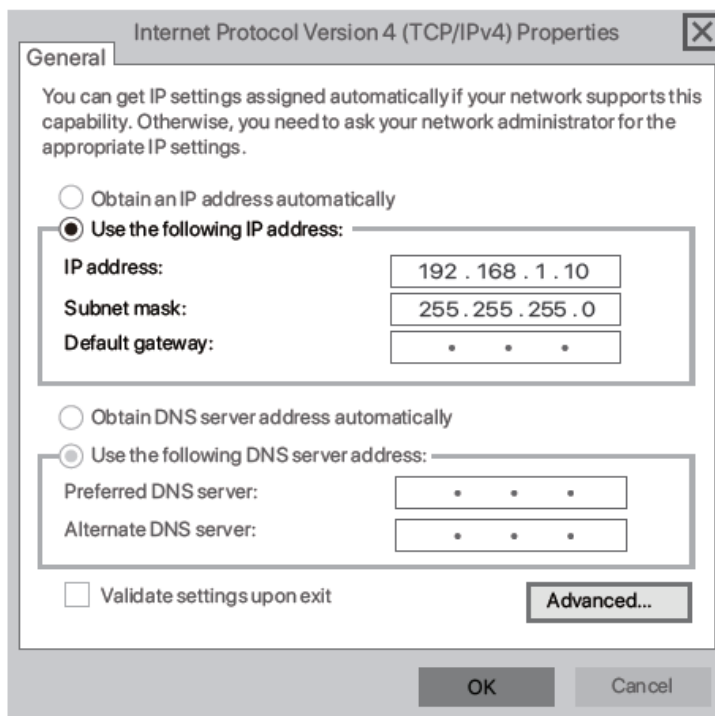 Internet Protocol Version 4 (TCP/IPv4) Properties
General
You can get IP settings assigned automatically if your network supports this
capability. Otherwise, you need to ask your network administrator for the
appropriate IP settings.
Obtain an IP address automatically
Use the following IP address:
IP address: 192 . 168 . 1 . 10
Subnet mask: 255 . 255 . 255 . 0
Default gateway: . . .
Obtain DNS server address automatically
Use the following DNS server address:
Preferred DNS server: . . .
Alternate DNS server: . . .
Validate settings upon exit
Advanced...
OK Cancel